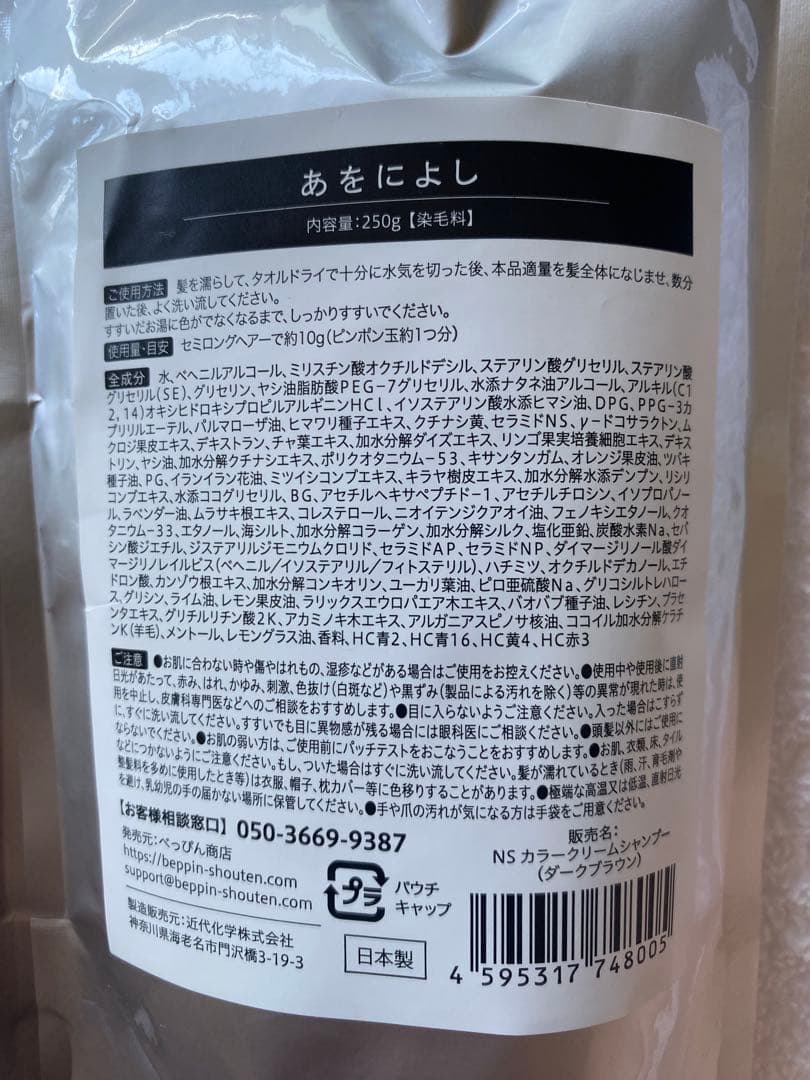 あをによし
内容量:250g【染毛料】
ご使用方法 髪を濡らして、タオルドライで十分に水気を切った後、本品適量を髪全体になじませ、数分
置いた後、よく洗い流してください。
すすいだお湯に色がでなくなるまで、しっかりすすいでください。
使用量・目安 セミロングヘアーで約10g(ピンポン玉約1つ分)
全成分 水、ベヘニルアルコール、ミリスチン酸オクチルドデシル、ステアリン酸グリセリル、ステアリン酸
グリセリル(SE)、グリセリン、ヤシ油脂肪酸PEG-7グリセリル、水添ナタネ油アルコール、アルキル(C1
2,14)オキシヒドロキシプロピルアルギニンHCl、イソステアリン酸水添ヒマシ油、DPG、PPG-3カ
プリリルエーテル、パルマローザ油、ヒマワリ種子エキス、クチナシ黄、セラミドNS、γ-ドコサラクトン、ム
クロジ果皮エキス、デキストラン、チャ葉エキス、加水分解ダイズエキス、リンゴ果実培養細胞エキス、デキス
トリン、ヤシ油、加水分解クチナシエキス、ポリクオタニウム-53、キサンタンガム、オレンジ果皮油、ツバキ
種子油、PG、イランイラン花油、ミツイシコンブエキス、キラヤ樹皮エキス、加水分解水添デンプン、リシリ
コンブエキス、水添ココグリセリル、BG、アセチルヘキサペプチド-1、アセチルチロシン、イソプロパノー
ル、ラベンダー油、ムラサキ根エキス、コレステロール、ニオイテンジクアオイ油、フェノキシエタノール、クオ
タニウム-33、エタノール、海シルト、加水分解コラーゲン、加水分解シルク、塩化亜鉛、炭酸水素Na、セバ
シン酸ジエチル、ジステアリルジモニウムクロリド、セラミドAP、セラミドNP、ダイマージリノール酸ダイ
マージリノレイルビス(ベヘニル/イソステアリル/フィトステリル)、ハチミツ、オクチルドデカノール、エチ
ドロン酸、カンゾウ根エキス、加水分解コンキオリン、ユーカリ葉油、ピロ亜硫酸Na、グリコシルトレハロー
ス、グリシン、ライム油、レモン果皮油、ラリックスエウロパエア木エキス、バオバブ種子油、レシチン、プラセ
ンタエキス、グリチルリチン酸2K、アカミノキ木エキス、アルガニアスピノサ核油、ココイル加水分解ケラチ
ンK(羊毛)、メントール、レモングラス油、香料、HC青2、HC青16、HC黄4、HC赤3
ご注意 ●お肌に合わない時や傷やはれもの、湿疹などがある場合はご使用をお控えください。●使用中や使用後に直射
日光があたって、赤み、はれ、かゆみ、刺激、色抜け(白斑など)や黒ずみ(製品による汚れを除く)等の異常が現れた時は、使
用を中止し、皮膚科専門医などへのご相談をおすすめします。●目に入らないようご注意ください。入った場合はこすらず
に、すぐに洗い流してください。すすいでも目に異物感が残る場合には眼科医にご相談ください。●頭髪以外にはご使用に
ならないでください。●お肌の弱い方は、ご使用前にパッチテストをおこなうことをおすすめします。●お肌、衣類、床、タイル
などにつかないようにご注意ください。もし、ついた場合はすぐに洗い流してください。髪が濡れているとき(雨、汗、育毛剤や
整髪料を多めに使用したとき等)は衣服、帽子、枕カバー等に色移りすることがあります。●極端な高温又は低温、直射日光
を避け、乳幼児の手の届かない場所に保管してください。●手や爪の汚れが気になる方は手袋をご用意ください。
【お客様相談窓口】050-3669-9387
発売元:べっぴん商店
https://beppin-shouten.com
support@beppin-shouten.com
製造販売元:近代化学株式会社
神奈川県海老名市門沢橋3-19-3
プラ
パウチ
キャップ
日本製
販売名:
NS カラークリームシャンプー
(ダークブラウン)
4 595317 748005